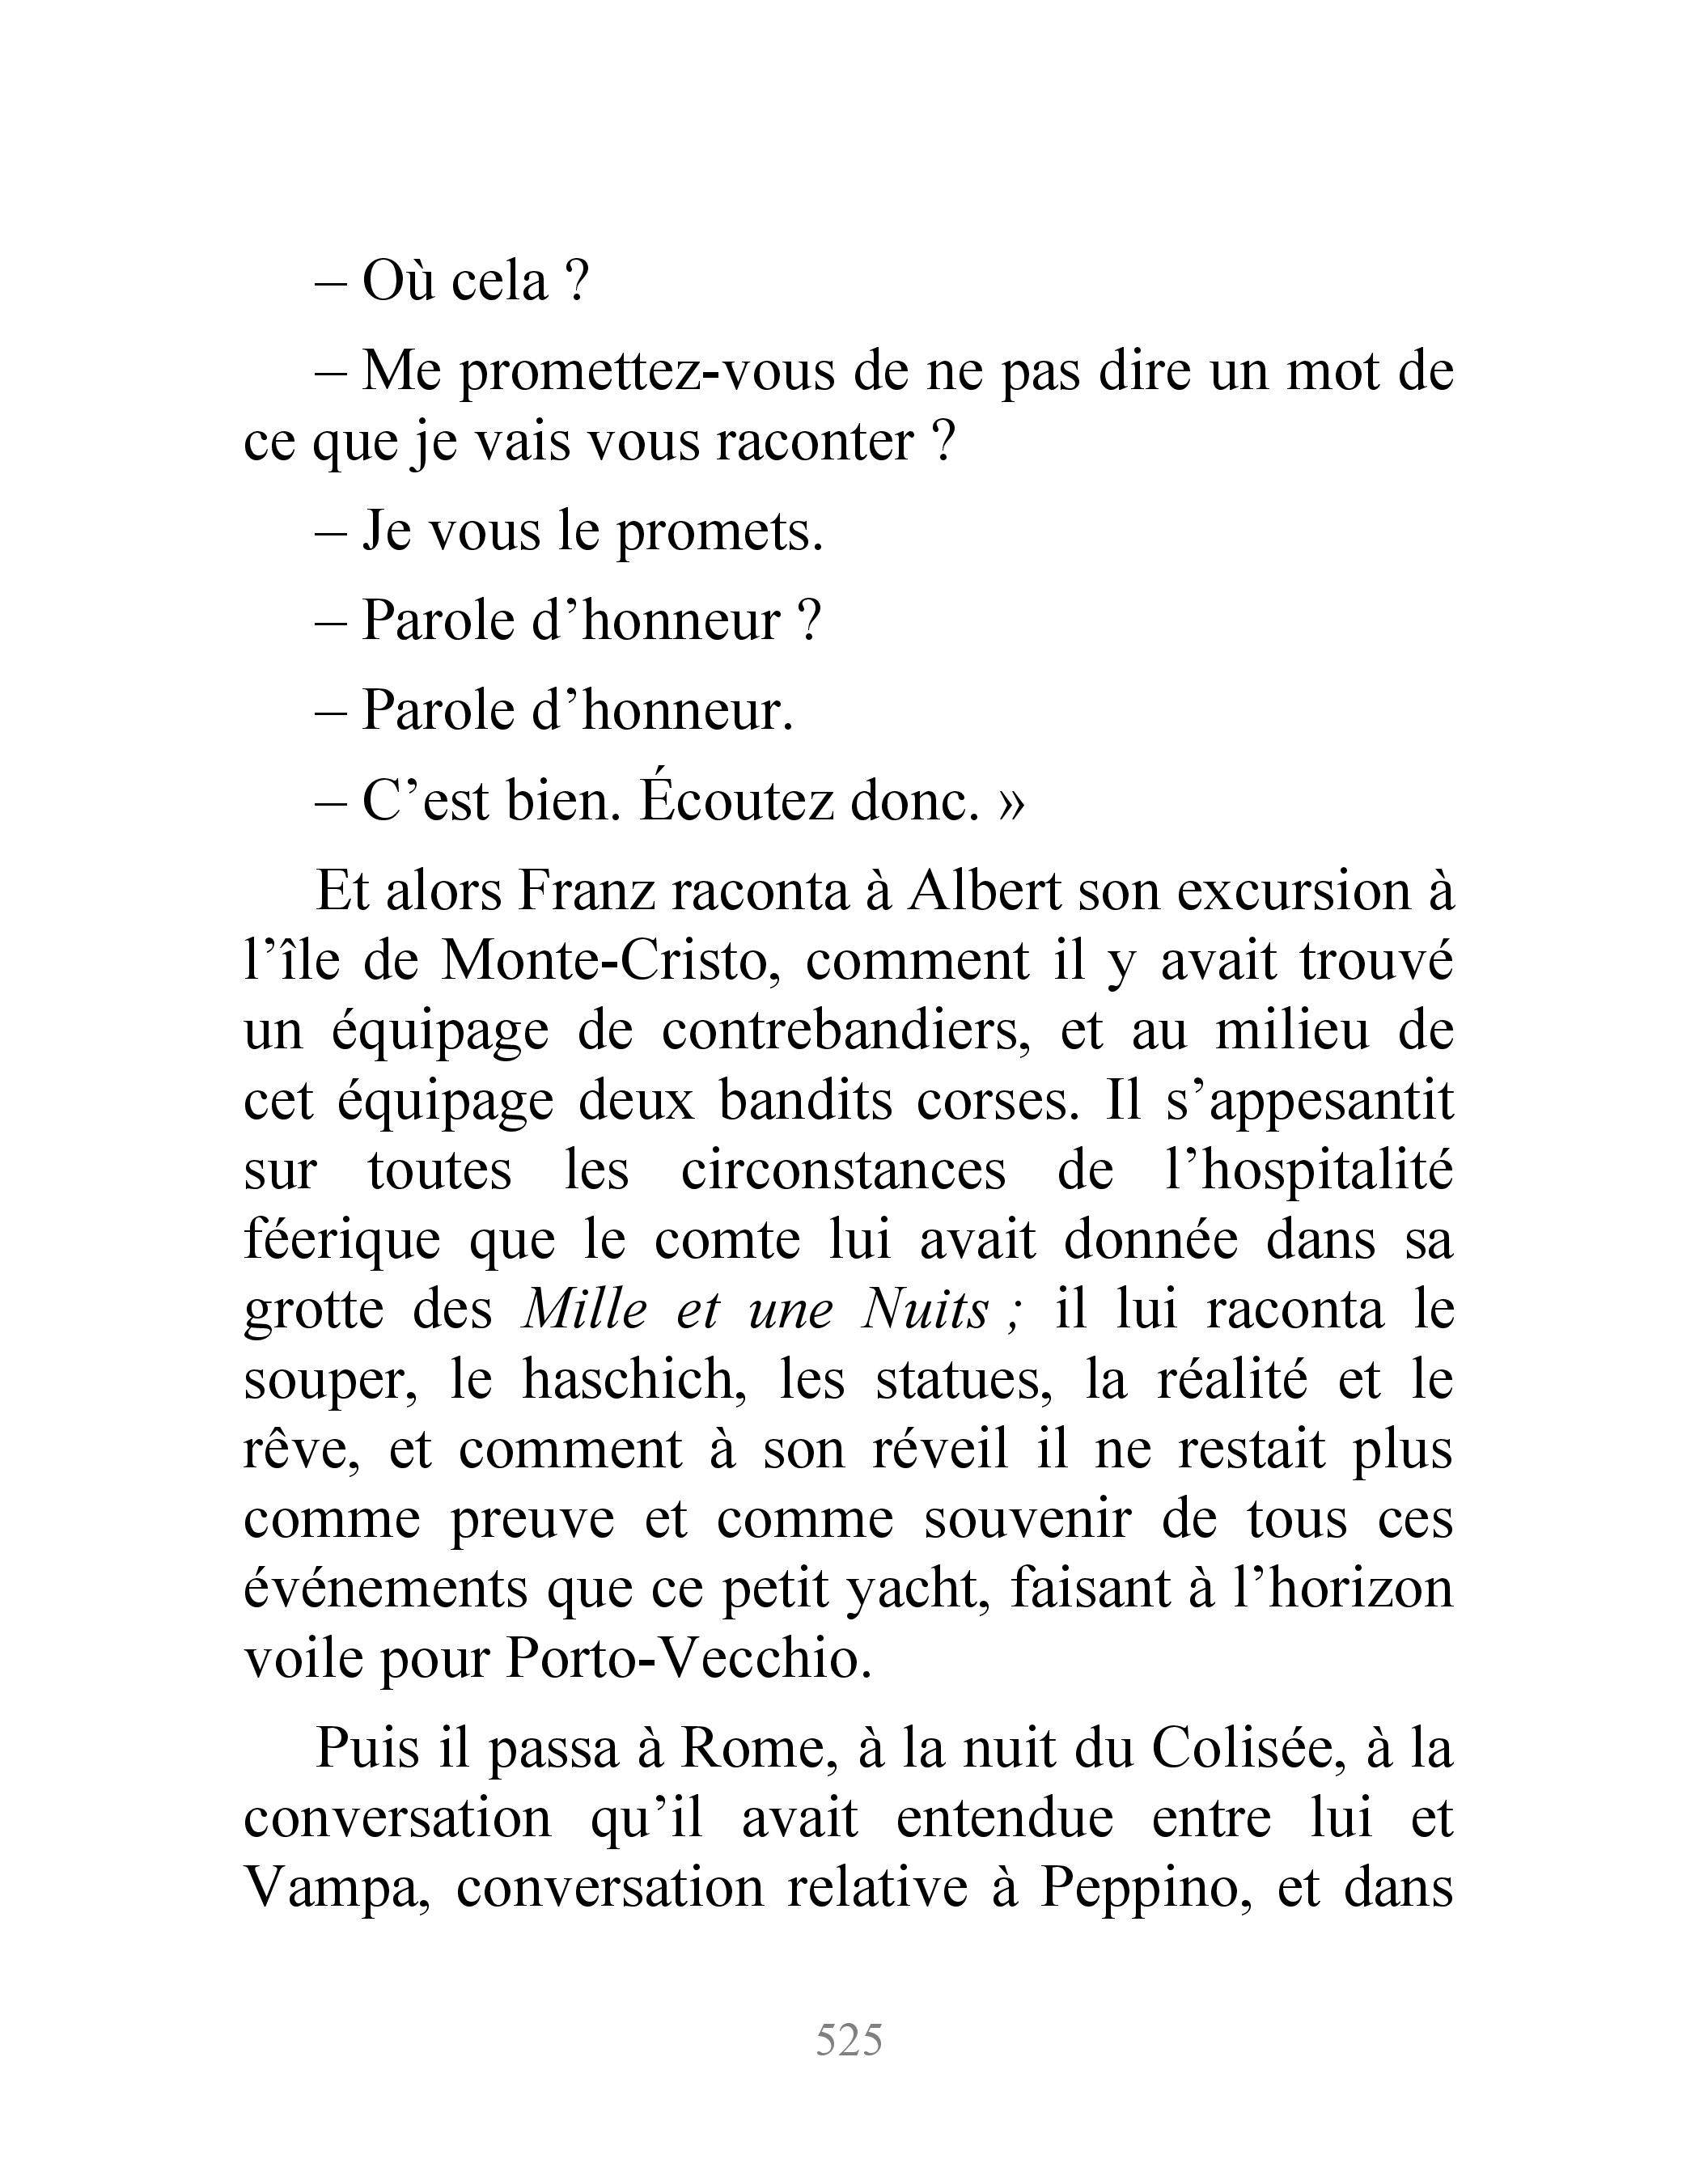 – Où cela ?
– Me promettez-vous de ne pas dire un mot de
ce que je vais vous raconter ?
– Je vous le promets.
– Parole d’honneur ?
– Parole d’honneur.
– C’est bien. Écoutez donc. »
Et alors Franz raconta à Albert son excursion à
l’île de Monte-Cristo, comment il y avait trouvé
un équipage de contrebandiers, et au milieu de
cet équipage deux bandits corses. Il s’appesantit
sur toutes les circonstances de l’hospitalité
féerique que le comte lui avait donnée dans sa
grotte des Mille et une Nuits ; il lui raconta le
souper, le haschich, les statues, la réalité et le
rêve, et comment à son réveil il ne restait plus
comme preuve et comme souvenir de tous ces
événements que ce petit yacht, faisant à l’horizon
voile pour Porto-Vecchio.
Puis il passa à Rome, à la nuit du Colisée, à la
conversation qu’il avait entendue entre lui et
Vampa, conversation relative à Peppino, et dans
525